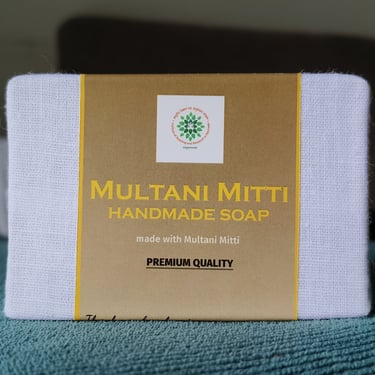 MULTANI MITTI
HANDMADE SOAP
made with Multani Mitti
PREMIUM QUALITY